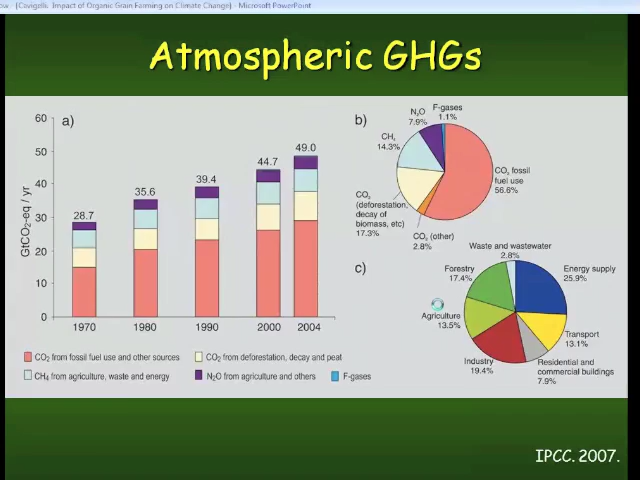 ow - [Cavigelli_Impact of Organic Grain Farming on Climate Change] - Microsoft PowerPoint
Atmospheric GHGs
a)
GtCO2-eq / yr
60
50
40
30
20
10
0
28.7
35.6
39.4
44.7
49.0
1970
1980
1990
2000
2004
CO2 from fossil fuel use and other sources
CO2 from deforestation, decay and peat
CH4 from agriculture, waste and energy
N2O from agriculture and others
F-gases
b)
F-gases
1.1%
N2O
7.9%
CH4
14.3%
CO2 fossil
fuel use
56.6%
CO2
(deforestation,
decay of
biomass, etc)
17.3%
CO2 (other)
2.8%
c)
Waste and wastewater
2.8%
Forestry
17.4%
Energy supply
25.9%
Agriculture
13.5%
Transport
13.1%
Industry
19.4%
Residential and
commercial buildings
7.9%
IPCC. 2007.